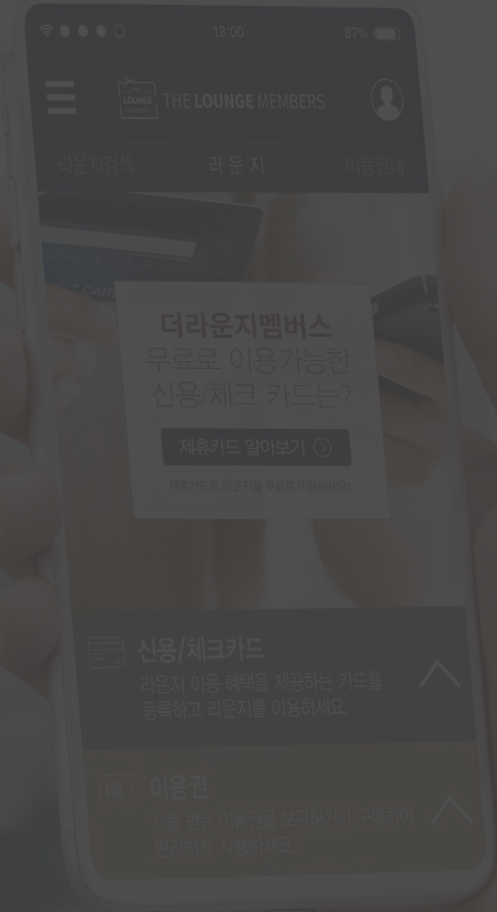 18:00
87%
THE LOUNGE MEMBERS
라운지검색
라운지
이용안내
더라운지멤버스
무료로 이용가능한
신용/체크 카드는?
제휴카드 알아보기
제휴카드로 라운지를 무료로 이용하세요!
신용/체크카드
라운지 이용 혜택을 제공하는 카드를
등록하고 라운지를 이용하세요.
이용권
선물 받은 이용권을 보관하거나 구매하여
편리하게 사용하세요.